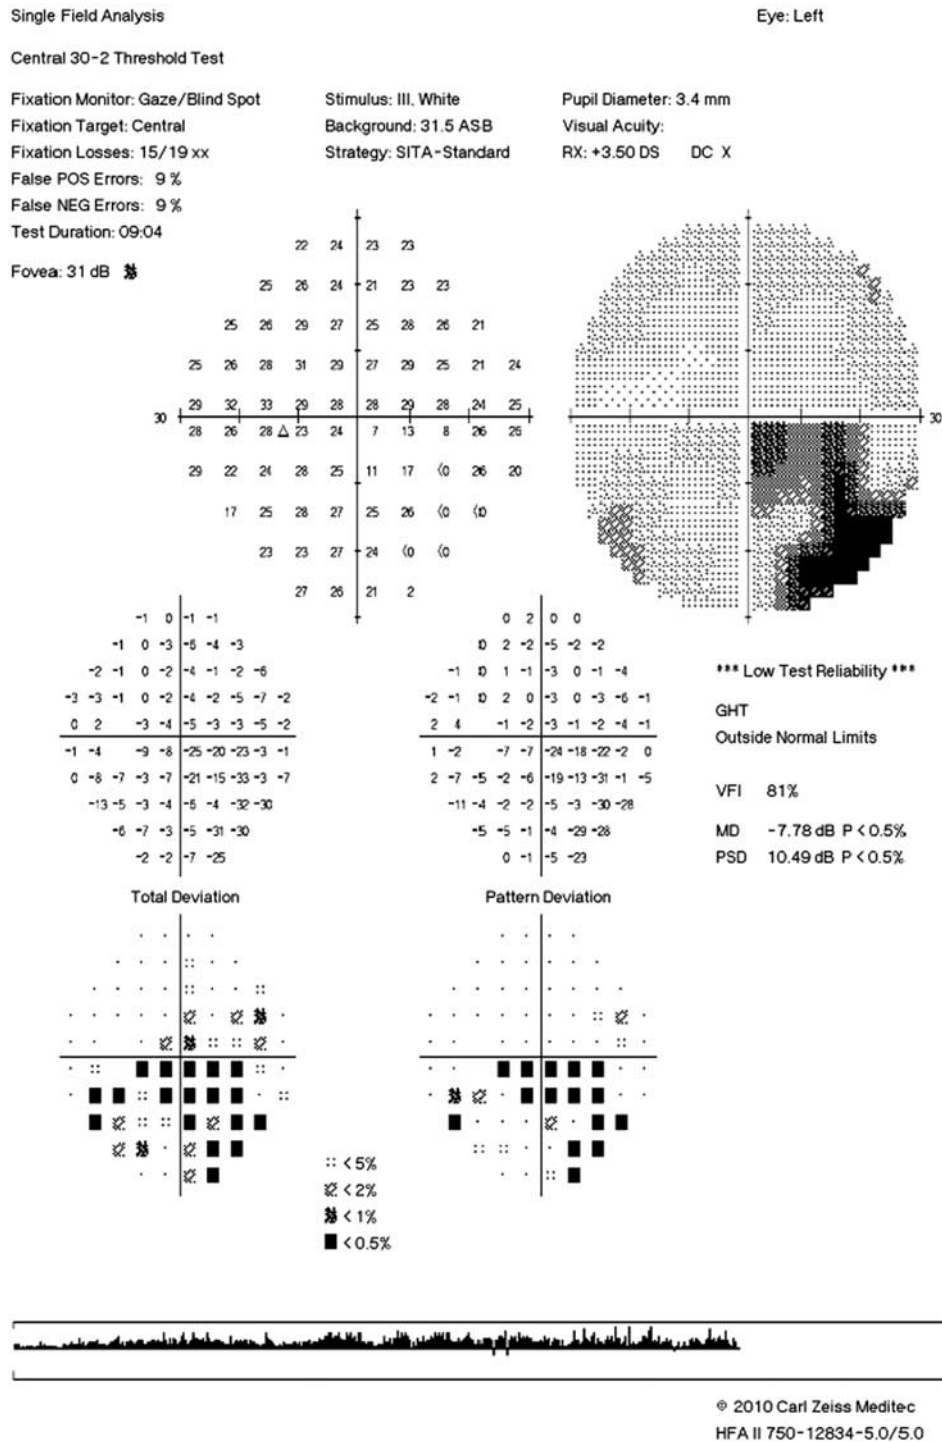 Single Field Analysis Eye: Left
Central 30-2 Threshold Test
Fixation Monitor: Gaze/Blind Spot Stimulus: III, White Pupil Diameter: 3.4 mm
Fixation Target: Central Background: 31.5 ASB Visual Acuity:
Fixation Losses: 15/19 xx Strategy: SITA-Standard RX: +3.50 DS DC X
False POS Errors: 9 %
False NEG Errors: 9 %
Test Duration: 09:04
Fovea: 31 dB
22 24 23 23
25 26 24 21 23 23
25 26 29 27 25 28 26 21
25 26 28 31 29 27 29 25 21 24
29 32 33 29 28 28 29 28 24 25
30 30 30
28 26 28 23 24 7 13 8 26 26
29 22 24 28 25 11 17 <0 26 20
17 25 28 27 25 26 <0 <0
23 23 27 24 <0 <0
27 26 21 2
-1 0 -1 -1 0 2 0 0
-1 0 -3 -6 -4 -3 0 2 -2 -5 -2 -2
-2 -1 0 -2 -4 -1 -2 -6 -1 0 1 -1 -3 0 -1 -4
-3 -3 -1 0 -2 -4 -2 -5 -7 -2 -2 -1 0 2 0 -3 0 -3 -6 -1
0 2 -3 -4 -5 -3 -3 -5 -2 2 4 -1 -2 -3 -1 -2 -4 -1
-1 -4 -9 -8 -25 -20 -23 -3 -1 1 -2 -7 -7 -24 -18 -22 -2 0
0 -8 -7 -3 -7 -21 -15 -33 -3 -7 2 -7 -5 -2 -6 -19 -13 -31 -1 -5
-13 -5 -3 -4 -6 -4 -32 -30 -11 -4 -2 -2 -5 -3 -30 -28
-6 -7 -3 -5 -31 -30 -5 -5 -1 -4 -29 -28
-2 -2 -7 -25 0 -1 -5 -23
*** Low Test Reliability ***
GHT
Outside Normal Limits
VFI 81%
MD -7.78 dB P < 0.5%
PSD 10.49 dB P < 0.5%
Total Deviation Pattern Deviation
< 5%
< 2%
< 1%
< 0.5%
© 2010 Carl Zeiss Meditec
HFA II 750-12834-5.0/5.0